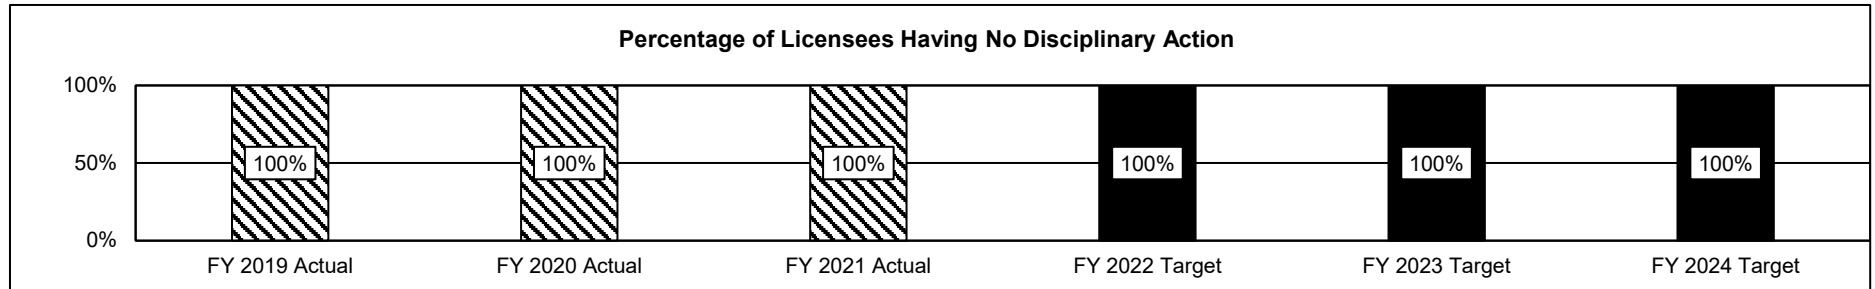 Percentage of Licensees Having No Disciplinary Action
100%
50%
0%
100% 100% 100% 100% 100% 100%
FY 2019 Actual FY 2020 Actual FY 2021 Actual FY 2022 Target FY 2023 Target FY 2024 Target